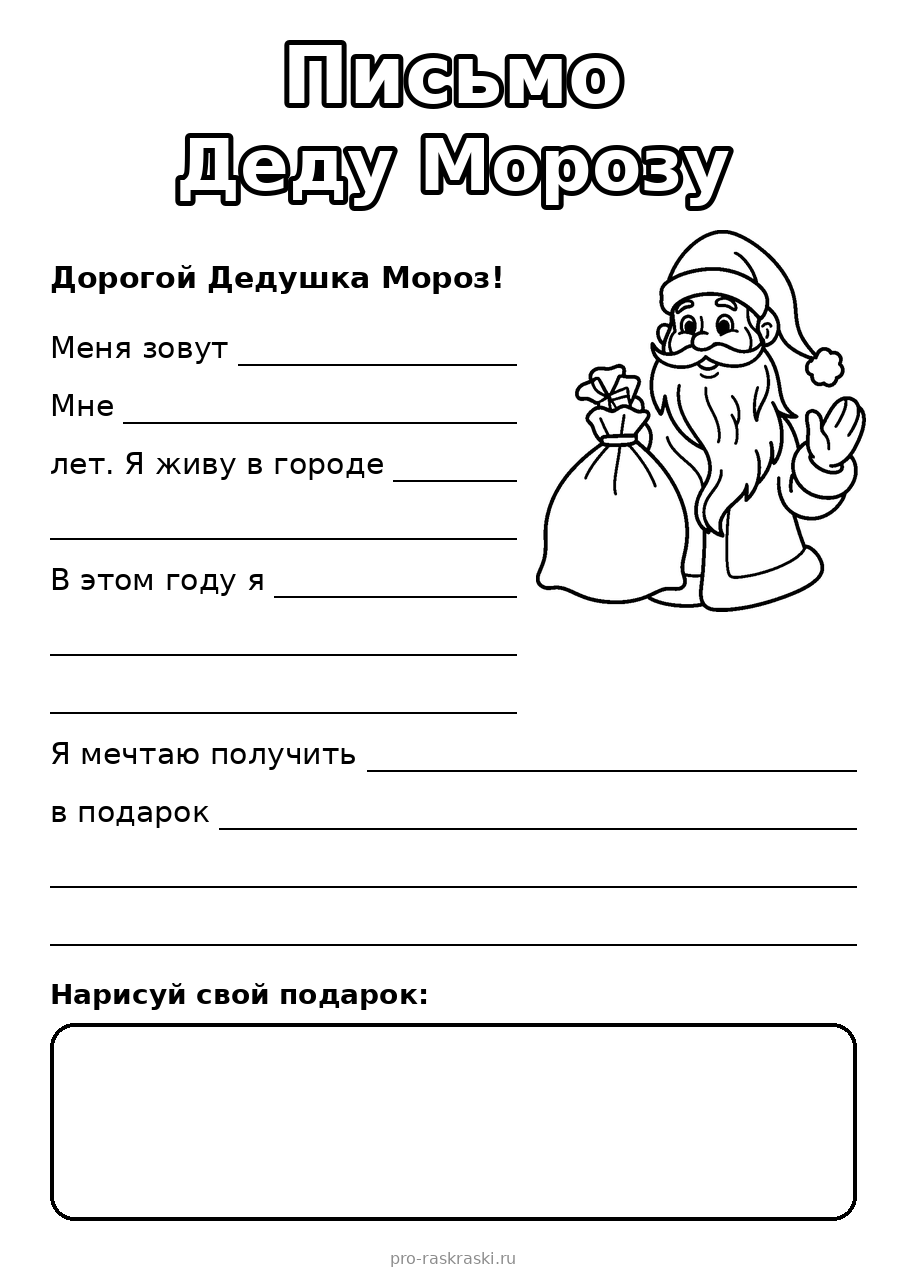 Письмо
Деду Морозу
Дорогой Дедушка Мороз!
Меня зовут
Мне
лет. Я живу в городе
В этом году я
Я мечтаю получить
в подарок
Нарисуй свой подарок:
pro-raskraski.ru